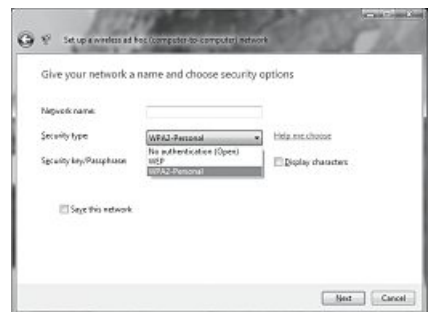 Set up a wireless ad hoc (computer-to-computer) network
Give your network a name and choose security options
Network name:
Security type: WPA2-Personal Help me choose
No authentication (Open)
Security key/Passphrase: WEP Display characters
WPA2-Personal
Save this network
Next Cancel